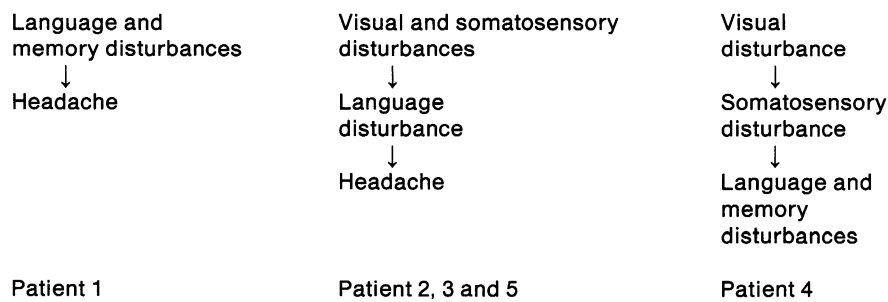 Language and
memory disturbances
↓
Headache
Patient 1
Visual and somatosensory
disturbances
↓
Language
disturbance
↓
Headache
Patient 2, 3 and 5
Visual
disturbance
↓
Somatosensory
disturbance
↓
Language and
memory
disturbances
Patient 4